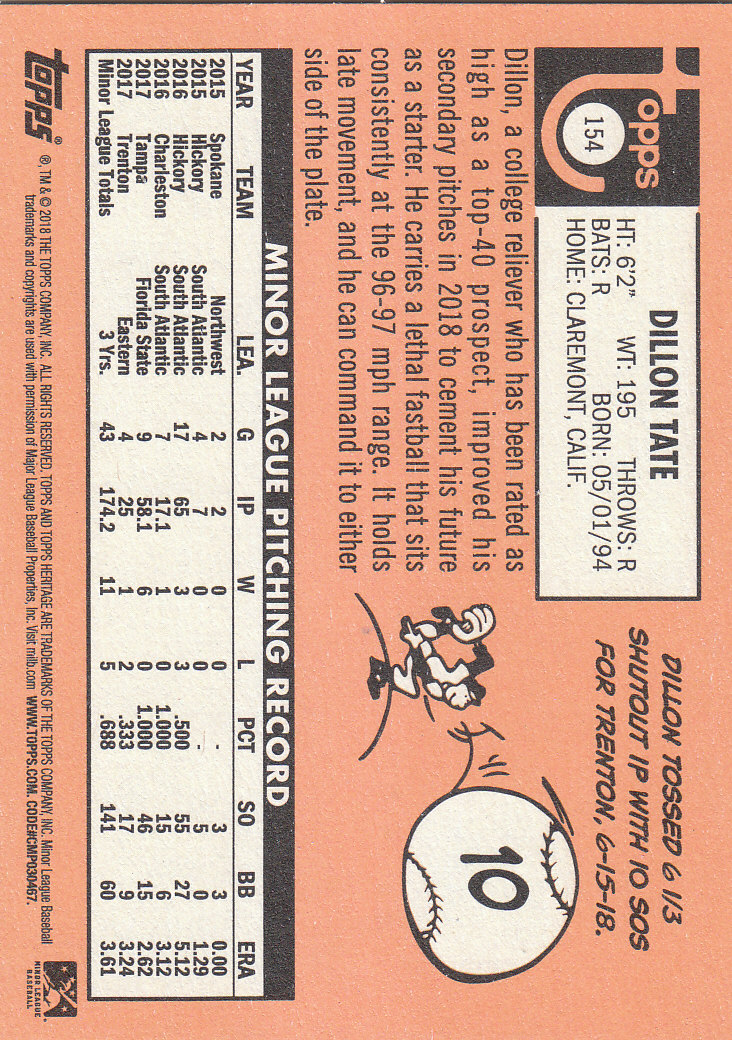 Topps
154
DILLON TATE
HT: 6'2" WT: 195 THROWS: R
BATS: R BORN: 05/01/94
HOME: CLAREMONT, CALIF.
DILLON TOSSED 6 1/3
SHUTOUT IP WITH 10 SOS
FOR TRENTON, 6-15-18.
10
Dillon, a college reliever who has been rated as
high as a top-40 prospect, improved his
secondary pitches in 2018 to cement his future
as a starter. He carries a lethal fastball that sits
consistently at the 96-97 mph range. It holds
late movement, and he can command it to either
side of the plate.
MINOR LEAGUE PITCHING RECORD
YEAR TEAM LEA. G IP W L PCT SO BB ERA
2015 Spokane Northwest 2 2 0 0 - 3 3 0.00
2015 Hickory South Atlantic 4 7 0 0 - 5 0 1.29
2016 Hickory South Atlantic 17 65 3 3 .500 55 27 5.12
2016 Charleston South Atlantic 7 17.1 1 0 1.000 15 6 3.12
2017 Tampa Florida State 9 58.1 6 0 1.000 46 15 2.62
2017 Trenton Eastern 4 25 1 2 .333 17 9 3.24
Minor League Totals 3 Yrs. 43 174.2 11 5 .688 141 60 3.61
topps® ®, TM & © 2018 THE TOPPS COMPANY, INC. ALL RIGHTS RESERVED. TOPPS AND TOPPS HERITAGE ARE TRADEMARKS OF THE TOPPS COMPANY, INC. Minor League Baseball
trademarks and copyrights are used with permission of Major League Baseball Properties, Inc. Visit milb.com WWW.TOPPS.COM. CODE#CMP030467.
MINOR LEAGUE
BASEBALL